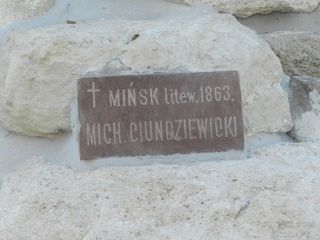 † MIŃSK litew. 1863.
MICH. CIUNDZIEWICKI